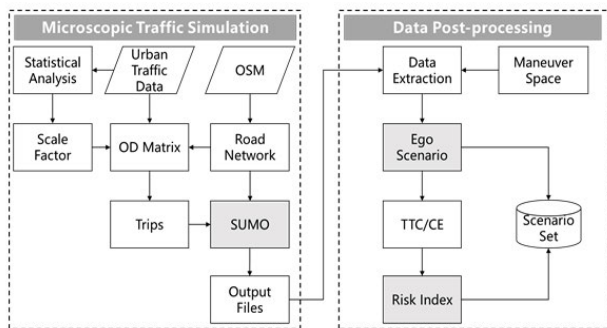 Microscopic Traffic Simulation
Statistical
Analysis
Urban
Traffic
Data
OSM
Scale
Factor
OD Matrix
Road
Network
Trips
SUMO
Output
Files
Data Post-processing
Data
Extraction
Maneuver
Space
Ego
Scenario
TTC/CE
Scenario
Set
Risk Index